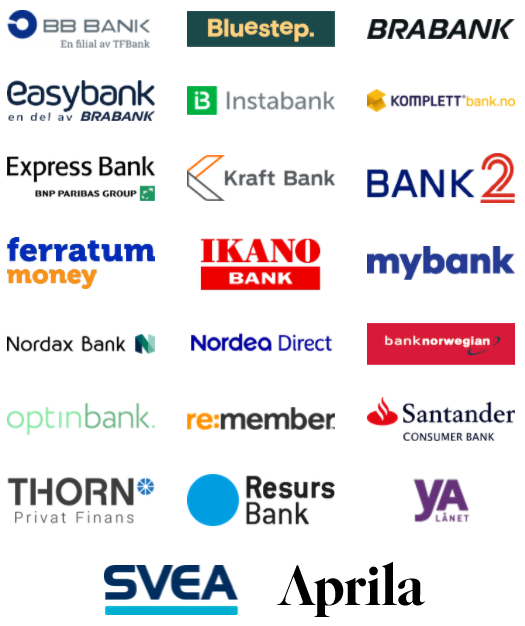 BB BANK
En filial av TFBank
Bluestep.
BRABANK
easybank
en del av BRABANK
Instabank
KOMPLETT® bank.no
Express Bank
BNP PARIBAS GROUP
Kraft Bank
BANK 2
ferratum
money
IKANO
BANK
mybank
Nordax Bank
Nordea Direct
banknorwegian
optinbank.
re:member.
Santander
CONSUMER BANK
THORN
Privat Finans
Resurs
Bank
yA
LÅNET
SVEA
Aprila